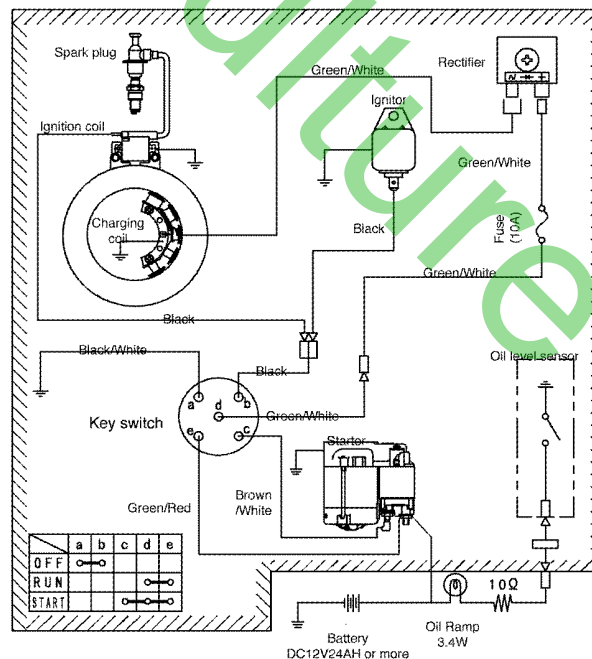 Spark plug
Green/White
Rectifier
Ignitor
Ignition coil
Green/White
Charging
coil
Fuse
(10A)
Black
Green/White
Black
Black/White
Oil level sensor
Black
a b
d
Green/White
Key switch
e c
Starter
Brown
/White
Green/Red
a b c d e
OFF
RUN
START
10Ω
Oil Ramp
3.4W
Battery
DC12V24AH or more
ulture